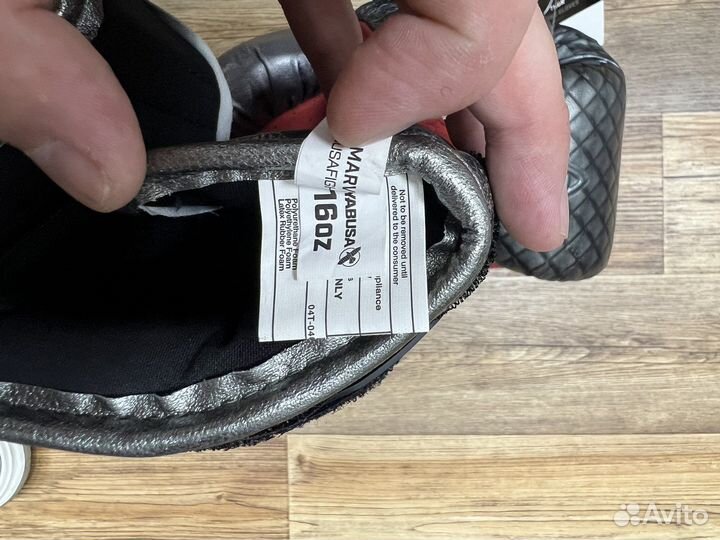 MARWABUSA
USAFIG
16oz
Not to be removed until
delivered to the consumer
Polyurethane Foam
Polyethylene Foam
Latex Rubber Foam
pliance
NLY
04T-04
Avito